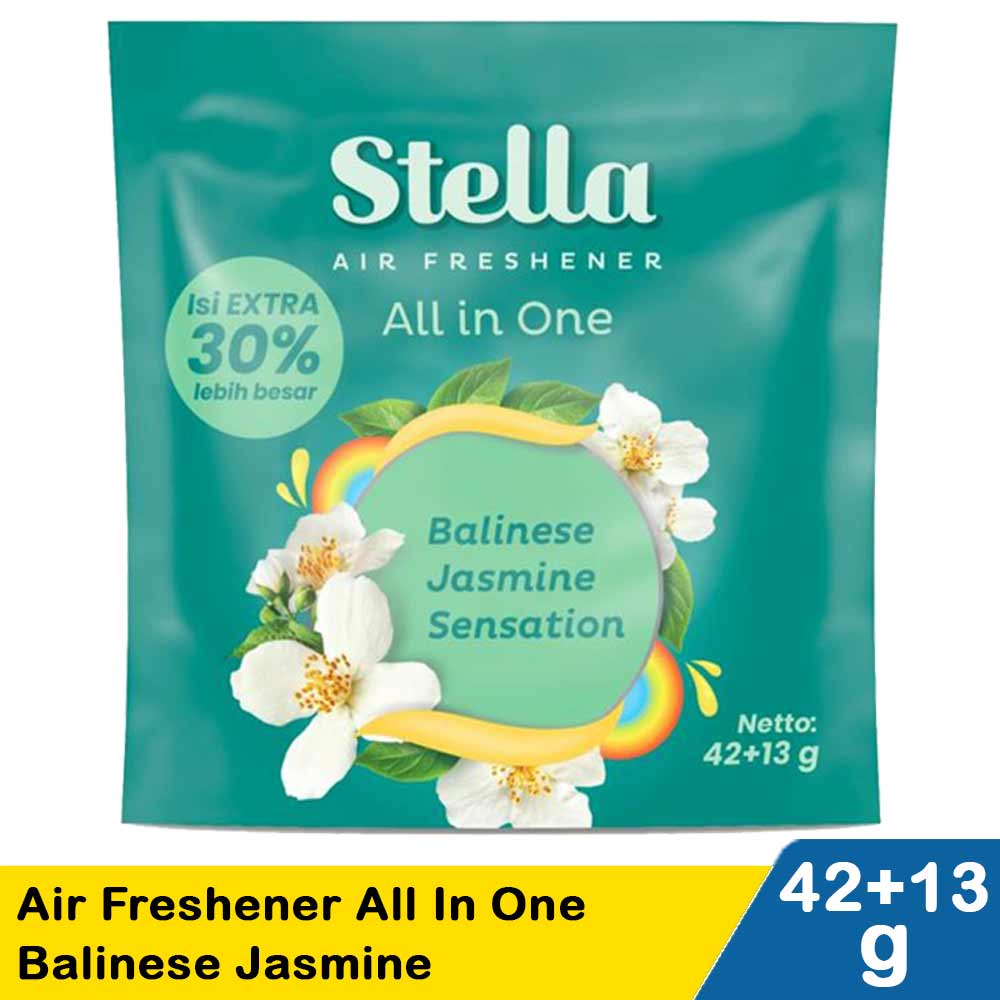 Stella
AIR FRESHENER
All in One
Isi EXTRA
30%
lebih besar
Balinese
Jasmine
Sensation
Netto:
42+13 g
Air Freshener All In One
Balinese Jasmine
42+13
g